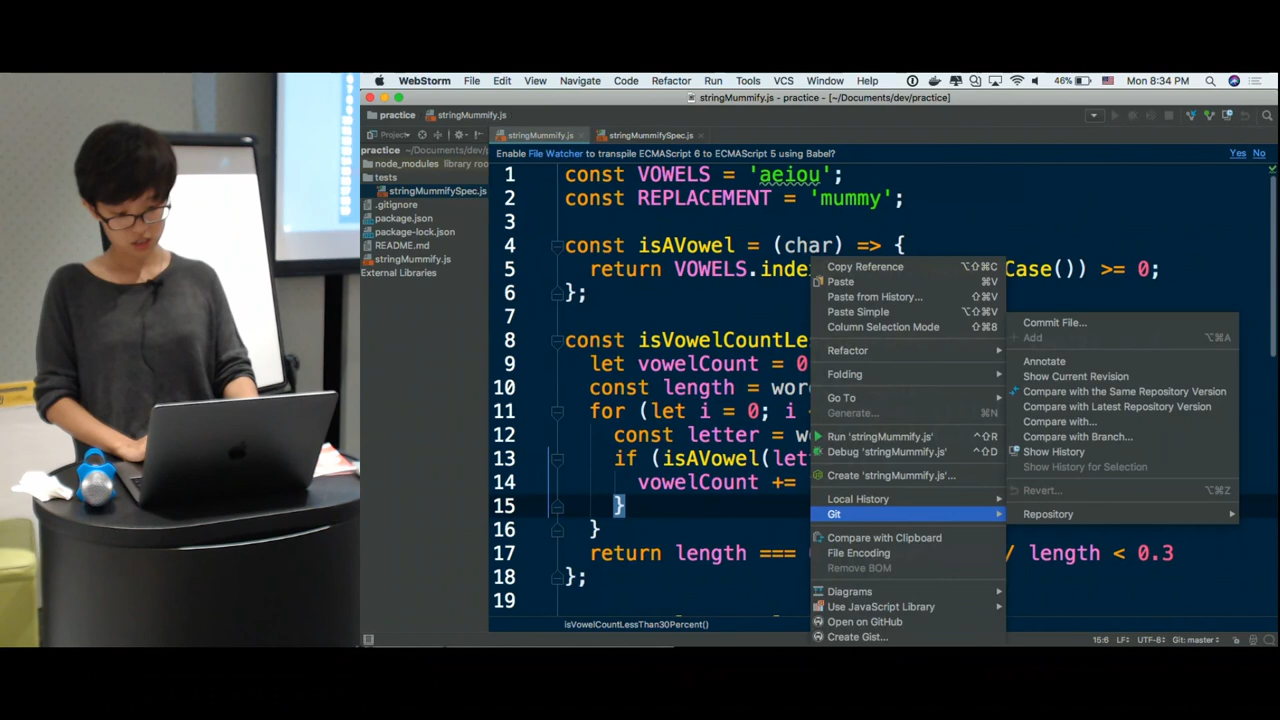 WebStorm File Edit View Navigate Code Refactor Run Tools VCS Window Help 46% Mon 8:34 PM
stringMummify.js - practice - [~/Documents/dev/practice]
practice stringMummify.js
Project stringMummify.js stringMummifySpec.js
practice ~/Documents/dev/p
node_modules library roo
tests
stringMummifySpec.js
.gitignore
package.json
package-lock.json
README.md
stringMummify.js
External Libraries
Enable File Watcher to transpile ECMAScript 6 to ECMAScript 5 using Babel? Yes No
1 const VOWELS = 'aeiou';
2 const REPLACEMENT = 'mummy';
3
4 const isAVowel = (char) => {
5 return VOWELS.inde Case()) >= 0;
6 };
7
8 const isVowelCountLe
9 let vowelCount = 0
10 const length = wor
11 for (let i = 0; i
12 const letter = w
13 if (isAVowel(let
14 vowelCount +=
15 }
16 }
17 return length === / length < 0.3
18 };
19
Copy Reference ⌥⇧⌘C
Paste ⌘V
Paste from History... ⇧⌘V
Paste Simple ⌥⇧⌘V
Column Selection Mode ⇧⌘8
Refactor
Folding
Go To
Generate... ⌘N
Run 'stringMummify.js' ^⇧R
Debug 'stringMummify.js' ^⇧D
Create 'stringMummify.js'...
Local History
Git
Compare with Clipboard
File Encoding
Remove BOM
Diagrams
Use JavaScript Library
Open on GitHub
Create Gist...
Commit File...
Add ⌥⌘A
Annotate
Show Current Revision
Compare with the Same Repository Version
Compare with Latest Repository Version
Compare with...
Compare with Branch...
Show History
Show History for Selection
Revert... ⌥⌘Z
Repository
isVowelCountLessThan30Percent()
15:6 LF UTF-8 Git: master